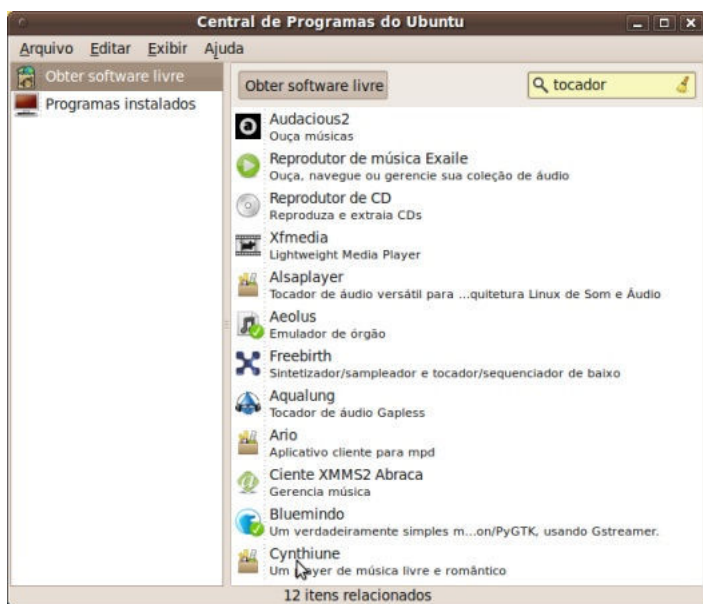 Central de Programas do Ubuntu
Arquivo Editar Exibir Ajuda
Obter software livre
Programas instalados
Obter software livre
tocador
Audacious2
Ouça músicas
Reprodutor de música Exaile
Ouça, navegue ou gerencie sua coleção de áudio
Reprodutor de CD
Reproduza e extraia CDs
Xfmedia
Lightweight Media Player
Alsaplayer
Tocador de áudio versátil para ...quitetura Linux de Som e Áudio
Aeolus
Emulador de órgão
Freebirth
Sintetizador/sampleador e tocador/sequenciador de baixo
Aqualung
Tocador de áudio Gapless
Ario
Aplicativo cliente para mpd
Ciente XMMS2 Abraca
Gerencia música
Bluemindo
Um verdadeiramente simples m...on/PyGTK, usando Gstreamer.
Cynthiune
Um player de música livre e romântico
12 itens relacionados